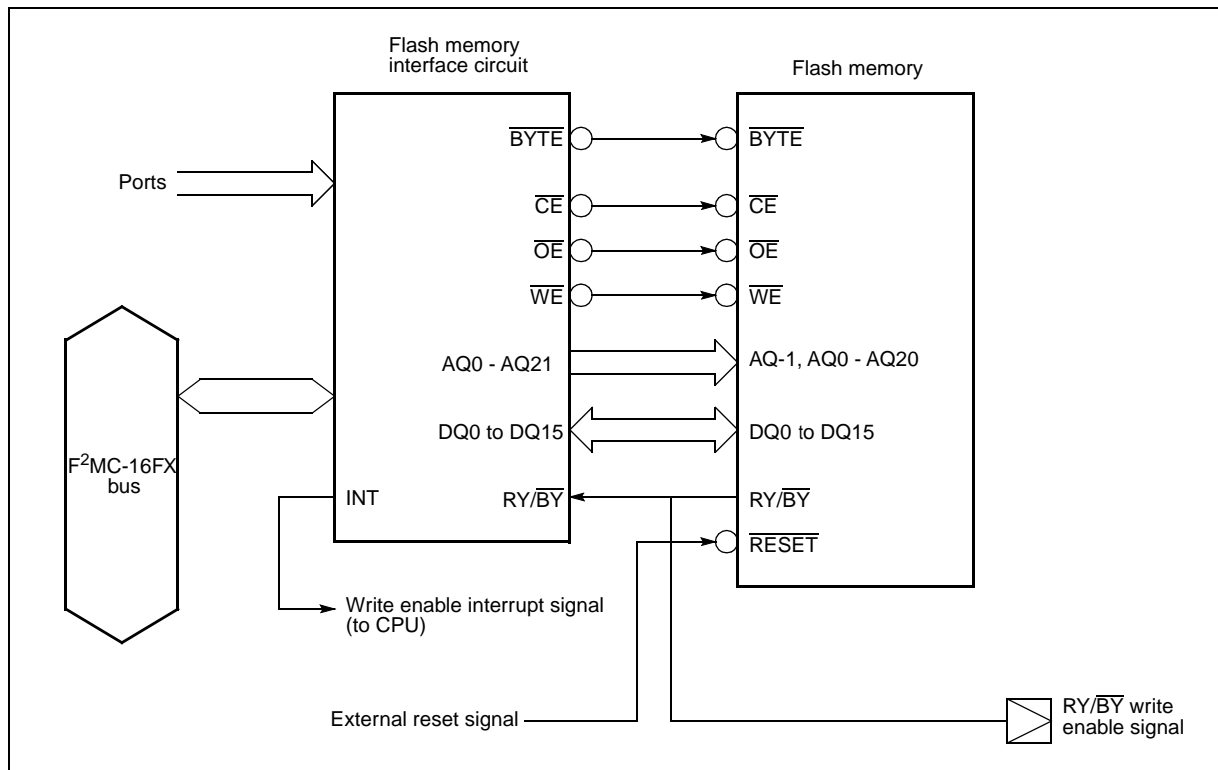 Flash memory
interface circuit
Flash memory
BYTE
BYTE
Ports
CE
CE
OE
OE
WE
WE
AQ0 - AQ21
AQ-1, AQ0 - AQ20
DQ0 to DQ15
DQ0 to DQ15
F²MC-16FX
bus
INT
RY/BY
RY/BY
RESET
Write enable interrupt signal
(to CPU)
External reset signal
RY/BY write
enable signal